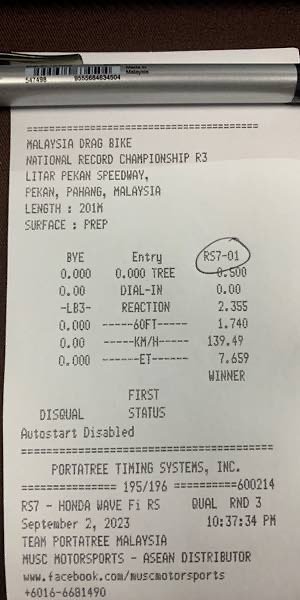 Made In
Malaysia
547498 9555684634504
======================================
MALAYSIA DRAG BIKE
NATIONAL RECORD CHAMPIONSHIP R3
LITAR PEKAN SPEEDWAY,
PEKAN, PAHANG, MALAYSIA
LENGTH : 201M
SURFACE : PREP
BYE Entry RS7-01
0.000 0.000 TREE 0.500
0.00 DIAL-IN 0.00
-LB3- REACTION 2.355
0.000 ------60FT------ 1.740
0.00 ------KM/H------ 139.49
0.000 -------ET------- 7.659
WINNER
FIRST
DISQUAL STATUS
Autostart Disabled
========================================
PORTATREE TIMING SYSTEMS, INC.
=============== 195/196 ==========600214
RS7 - HONDA WAVE Fi RS QUAL RND 3
September 2, 2023 10:37:34 PM
TEAM PORTATREE MALAYSIA
MUSC MOTORSPORTS - ASEAN DISTRIBUTOR
www.facebook.com/muscmotorsports
+6016-6681490